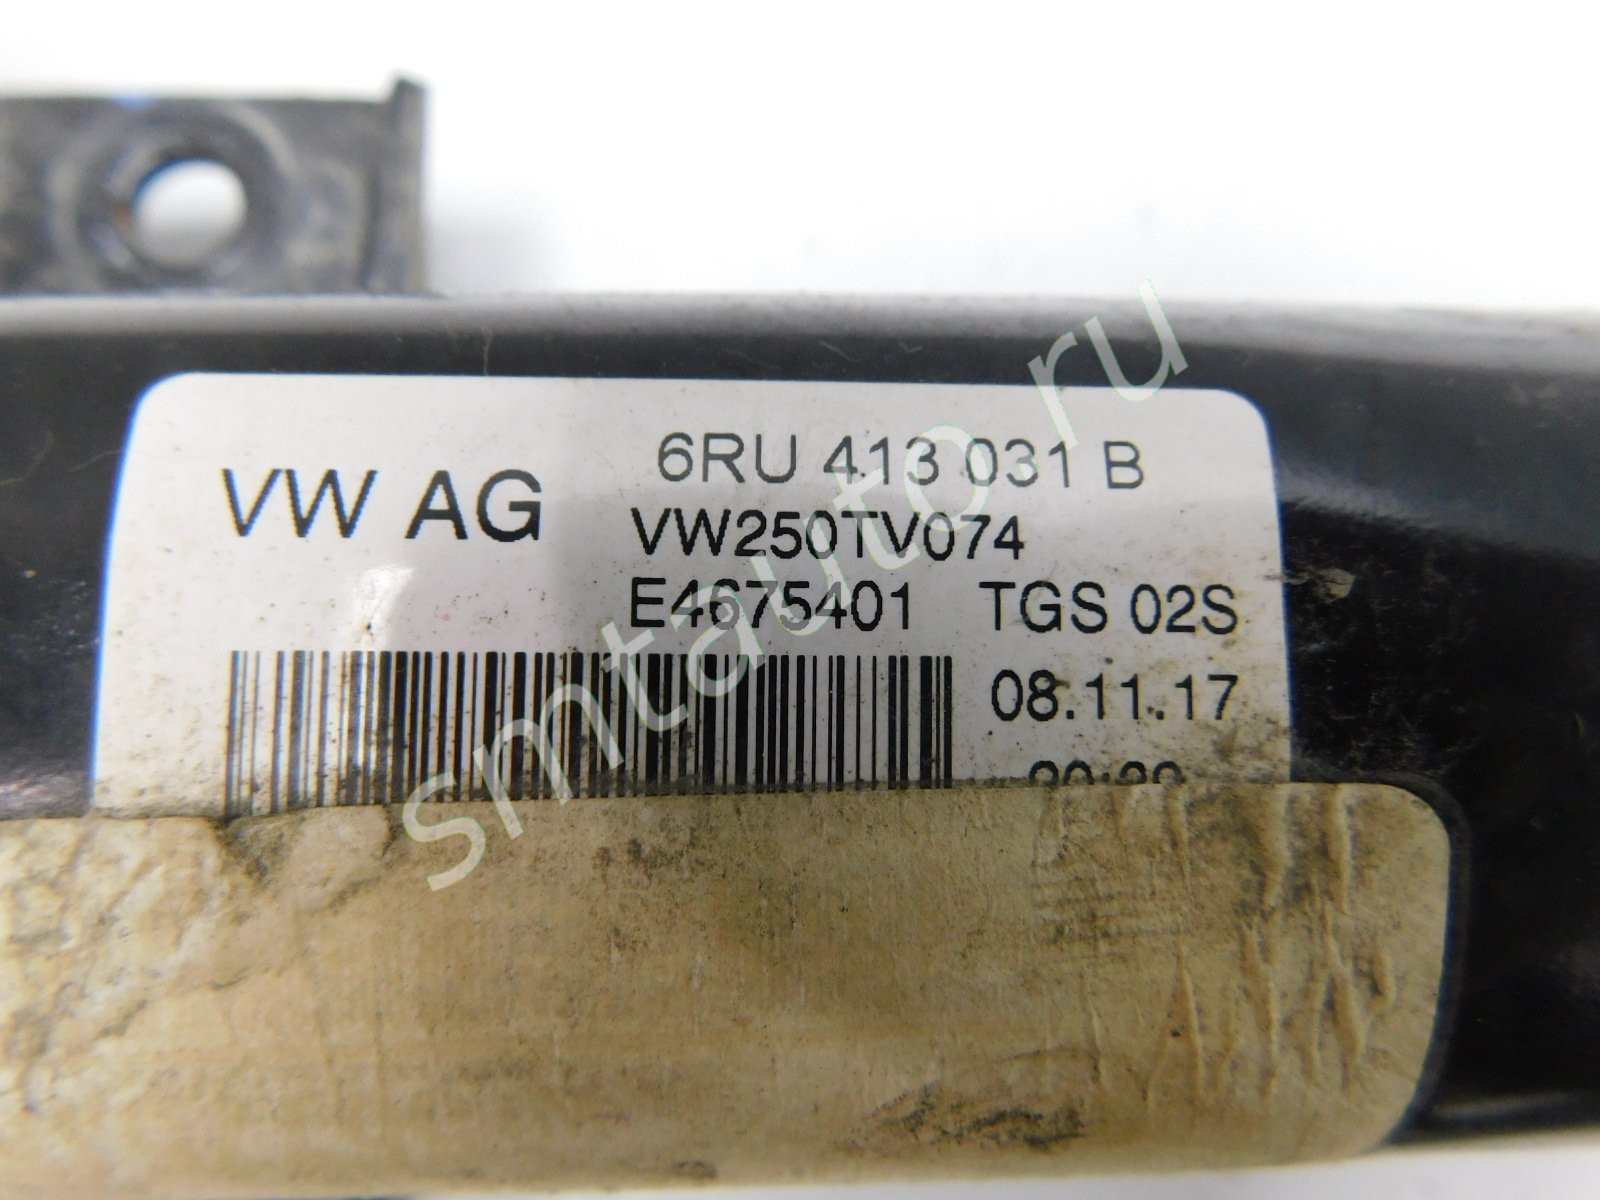 6RU 413 031 B
VW AG
VW250TV074
E4675401 TGS 02S
08.11.17
smtauto.ru